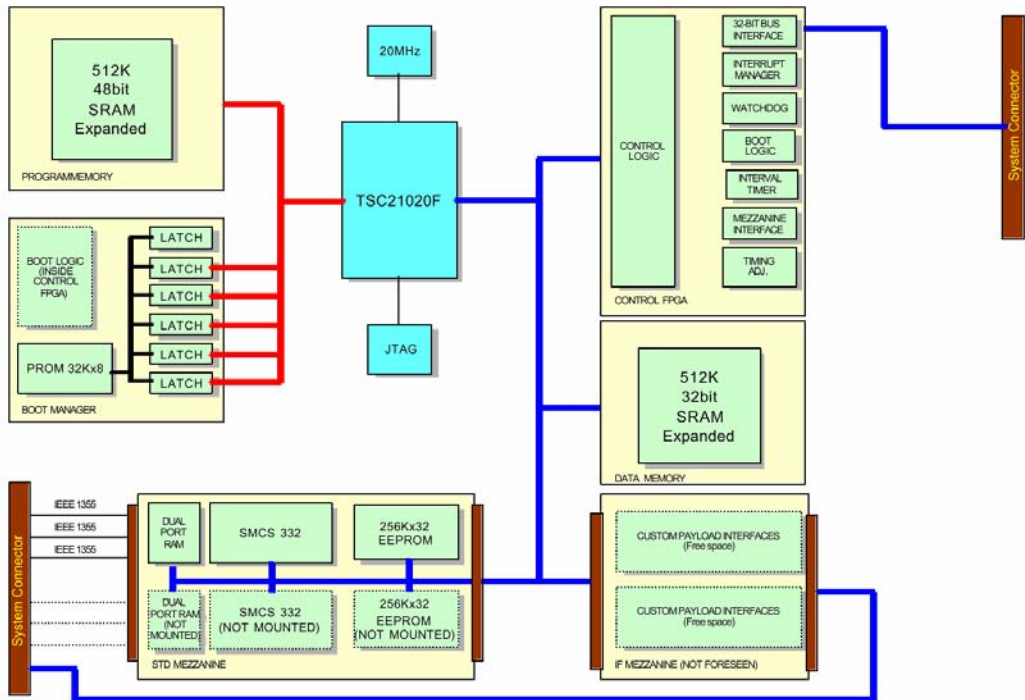 512K
48bit
SRAM
Expanded
PROGRAMMEMORY
20MHz
TSC21020F
JTAG
CONTROL
LOGIC
32-BIT BUS
INTERFACE
INTERRUPT
MANAGER
WATCHDOG
BOOT
LOGIC
INTERVAL
TIMER
MEZZANINE
INTERFACE
TIMING
ADJ.
CONTROL FPGA
System Connector
BOOT LOGIC
(INSIDE
CONTROL
FPGA)
PROM 32Kx8
LATCH
LATCH
LATCH
LATCH
LATCH
LATCH
BOOT MANAGER
512K
32bit
SRAM
Expanded
DATA MEMORY
System Connector
IEEE 1355
IEEE 1355
IEEE 1355
DUAL
PORT
RAM
SMCS 332
256Kx32
EEPROM
DUAL
PORT RAM
(NOT
MOUNTED)
SMCS 332
(NOT MOUNTED)
256Kx32
EEPROM
(NOT MOUNTED)
STD MEZZANINE
CUSTOM PAYLOAD INTERFACES
(Free space)
CUSTOM PAYLOAD INTERFACES
(Free space)
IF MEZZANINE (NOT FORESEEN)